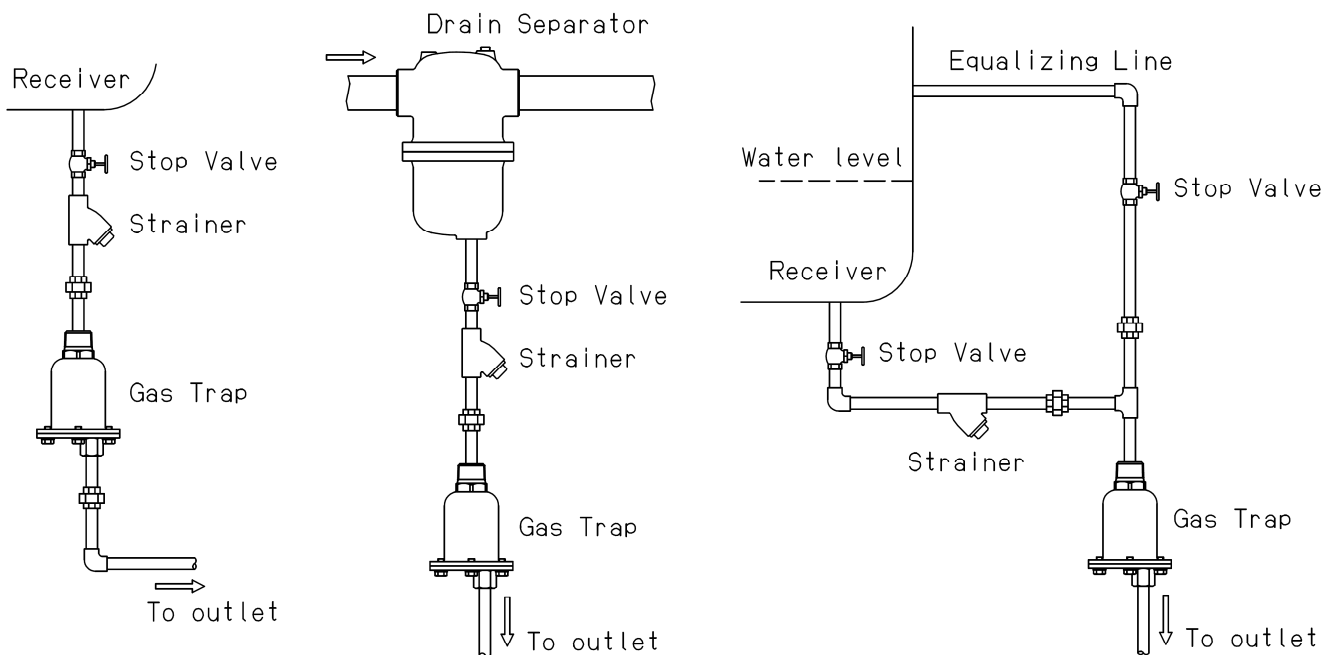 Receiver
Stop Valve
Strainer
Gas Trap
To outlet
Drain Separator
Stop Valve
Strainer
Gas Trap
To outlet
Equalizing Line
Water level
Stop Valve
Receiver
Stop Valve
Strainer
Gas Trap
To outlet